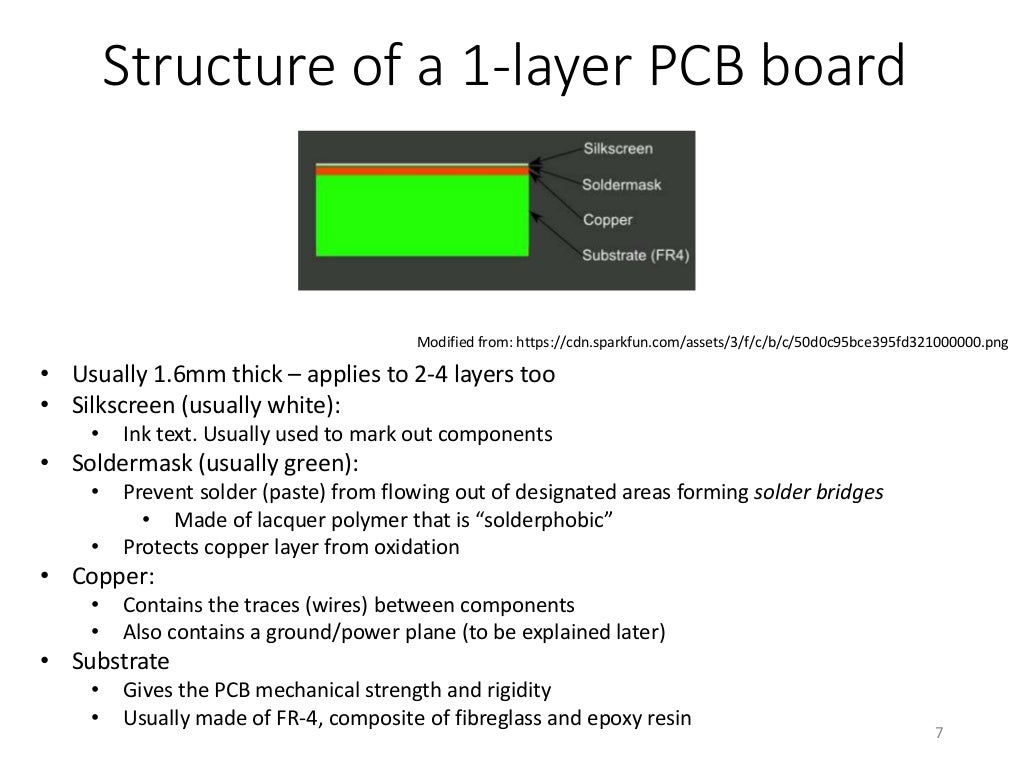 Structure of a 1-layer PCB board
Silkscreen
Soldermask
Copper
Substrate (FR4)
Modified from: https://cdn.sparkfun.com/assets/3/f/c/b/c/50d0c95bce395fd321000000.png
• Usually 1.6mm thick – applies to 2-4 layers too
• Silkscreen (usually white):
• Ink text. Usually used to mark out components
• Soldermask (usually green):
• Prevent solder (paste) from flowing out of designated areas forming solder bridges
• Made of lacquer polymer that is “solderphobic”
• Protects copper layer from oxidation
• Copper:
• Contains the traces (wires) between components
• Also contains a ground/power plane (to be explained later)
• Substrate
• Gives the PCB mechanical strength and rigidity
• Usually made of FR-4, composite of fibreglass and epoxy resin
7